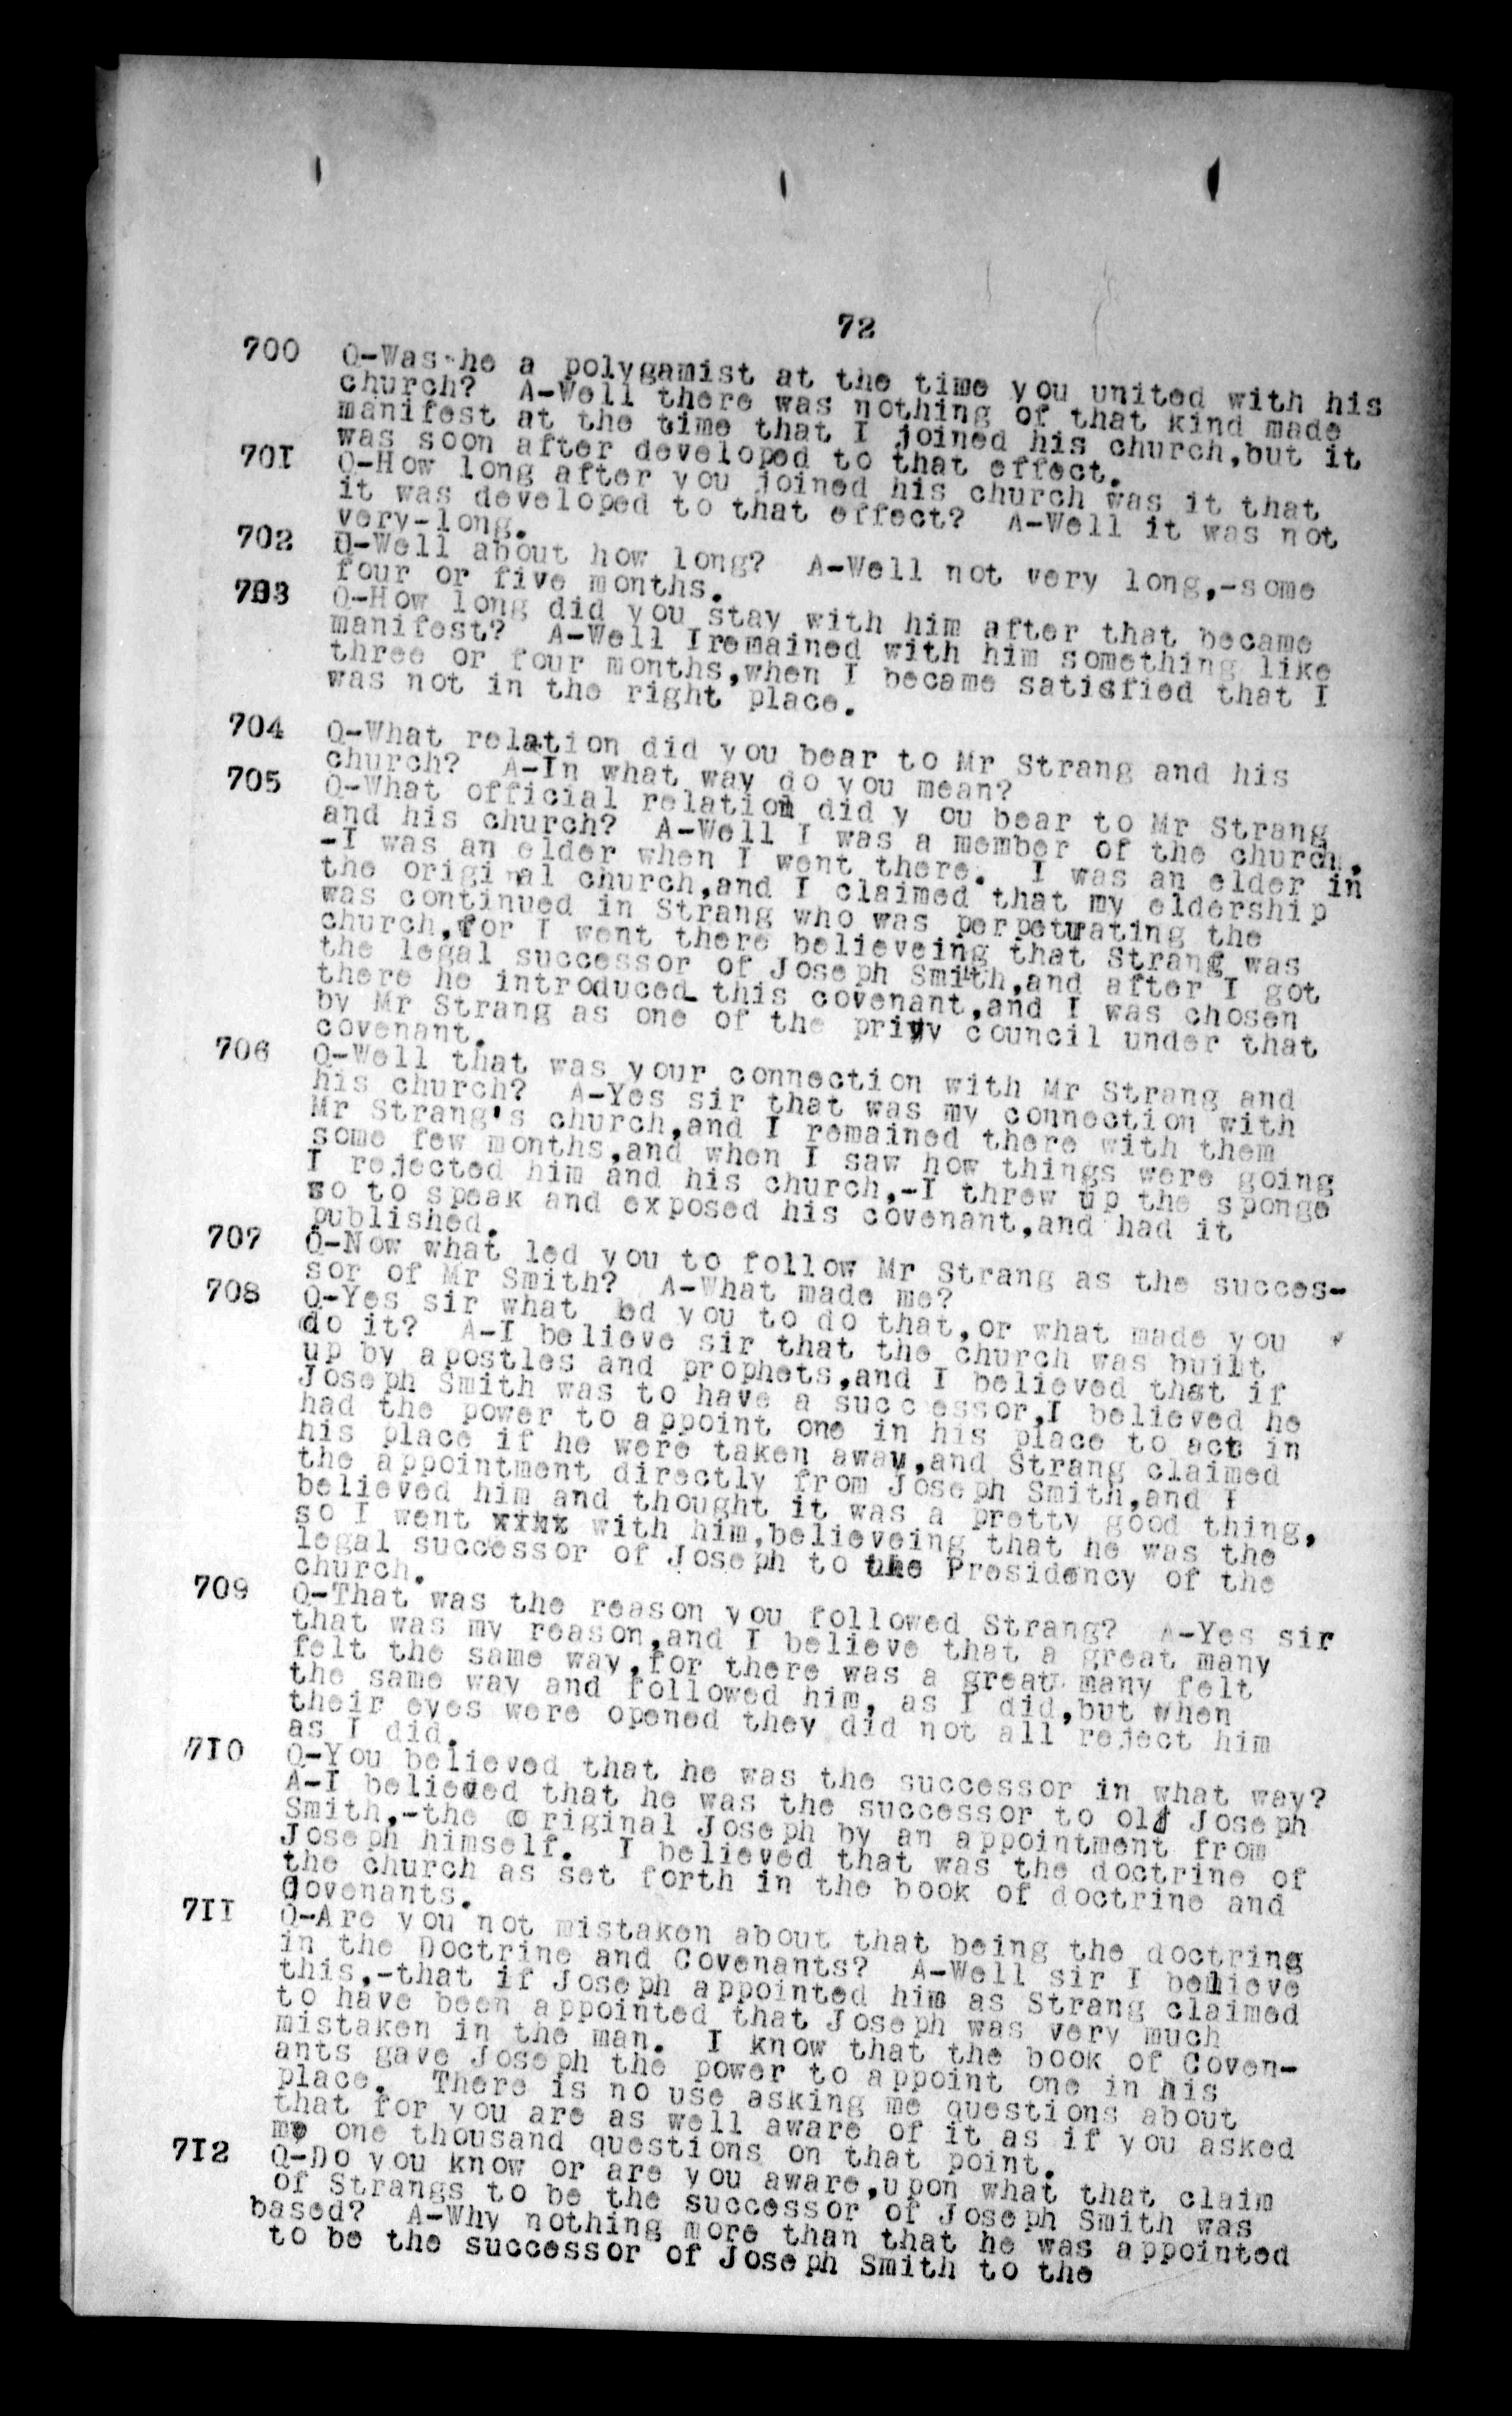 72
700 Q-Was he a polygamist at the time you united with his
church? A-Well there was nothing of that kind made
manifest at the time that I joined his church,but it
was soon after developed to that effect.
701 Q-How long after you joined his church was it that
it was developed to that effect? A-Well it was not
very-long.
702 Q-Well about how long? A-Well not very long,-some
four or five months.
703 Q-How long did you stay with him after that became
manifest? A-Well Iremained with him something like
three or four months,when I became satisfied that I
was not in the right place.
704 Q-What relation did you bear to Mr Strang and his
church? A-In what way do you mean?
705 Q-What official relation did y ou bear to Mr Strang
and his church? A-Well I was a member of the church,
-I was an elder when I went there. I was an elder in
the original church,and I claimed that my eldership
was continued in Strang who was perpetuating the
church,for I went there believeing that Strang was
the legal successor of Joseph Smith,and after I got
there he introduced this covenant,and I was chosen
by Mr Strang as one of the privy council under that
covenant.
706 Q-Well that was your connection with Mr Strang and
his church? A-Yes sir that was my connection with
Mr Strang's church,and I remained there with them
some few months,and when I saw how things were going
I rejected him and his church,-I threw up the sponge
so to speak and exposed his covenant,and had it
published.
707 Q-Now what led you to follow Mr Strang as the succes-
sor of Mr Smith? A-What made me?
708 Q-Yes sir what led you to do that,or what made you
do it? A-I believe sir that the church was built
up by apostles and prophets,and I believed that if
Joseph Smith was to have a successor,I believed he
had the power to appoint one in his place to act in
his place if he were taken away,and Strang claimed
the appointment directly from Joseph Smith,and I
believed him and thought it was a pretty good thing,
so I went with him,believeing that he was the
legal successor of Joseph to the Presidency of the
church.
709 Q-That was the reason you followed Strang? A-Yes sir
that was my reason,and I believe that a great many
felt the same way,for there was a great many felt
the same way and followed him, as I did,but when
their eyes were opened they did not all reject him
as I did.
710 Q-You believed that he was the successor in what way?
A-I believed that he was the successor to old Joseph
Smith,-the original Joseph by an appointment from
Joseph himself. I believed that was the doctrine of
the church as set forth in the book of doctrine and
Covenants.
711 Q-Are you not mistaken about that being the doctring
in the Doctrine and Covenants? A-Well sir I believe
this,-that if Joseph appointed him as Strang claimed
to have been appointed that Joseph was very much
mistaken in the man. I know that the book of Coven-
ants gave Joseph the power to appoint one in his
place. There is no use asking me questions about
that for you are as well aware of it as if you asked
me one thousand questions on that point.
712 Q-Do you know or are you aware,upon what that claim
of Strangs to be the successor of Joseph Smith was
based? A-Why nothing more than that he was appointed
to be the successor of Joseph Smith to the